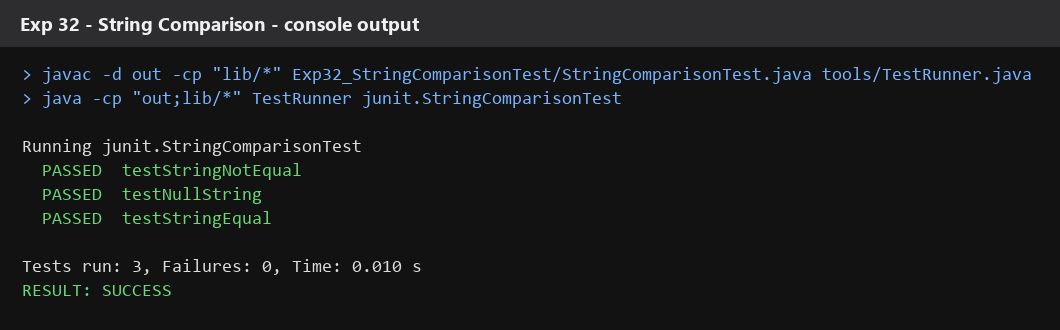 Exp 32 - String Comparison - console output
> javac -d out -cp "lib/*" Exp32_StringComparisonTest/StringComparisonTest.java tools/TestRunner.java
> java -cp "out;lib/*" TestRunner junit.StringComparisonTest
Running junit.StringComparisonTest
PASSED  testStringNotEqual
PASSED  testNullString
PASSED  testStringEqual
Tests run: 3, Failures: 0, Time: 0.010 s
RESULT: SUCCESS